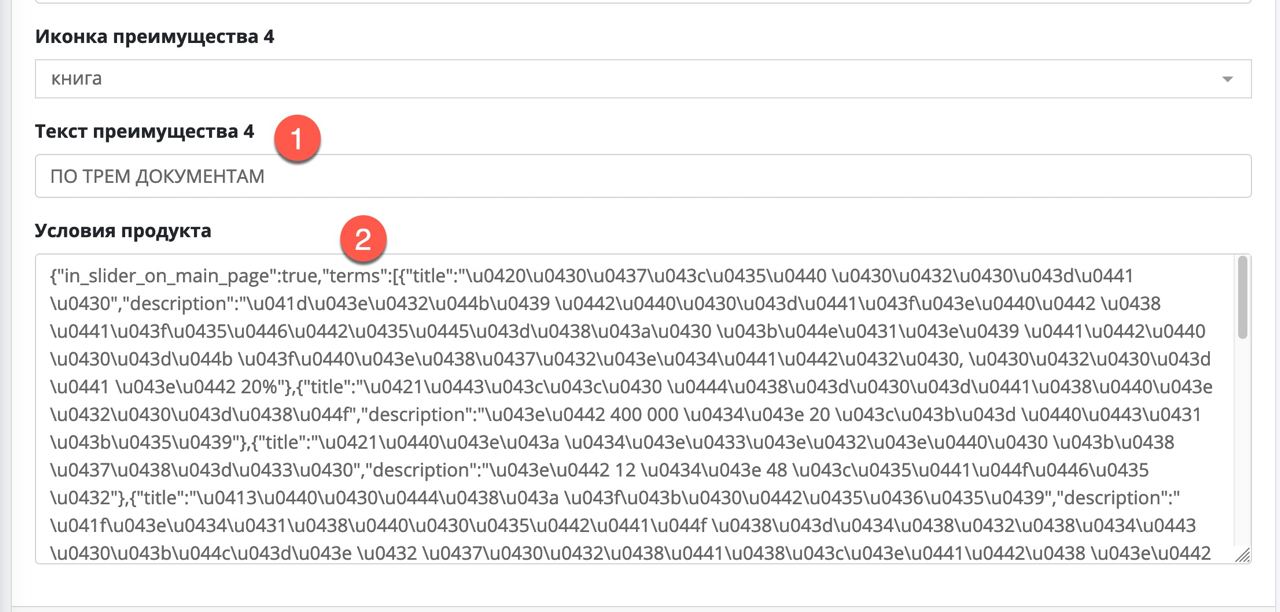 Иконка преимущества 4
книга
Текст преимущества 4
1
ПО ТРЕМ ДОКУМЕНТАМ
Условия продукта
2
{"in_slider_on_main_page":true,"terms":[{"title":"\u0420\u0430\u0437\u043c\u0435\u0440 \u0430\u0432\u0430\u043d\u0441
\u0430","description":"\u041d\u043e\u0432\u044b\u0439 \u0442\u0440\u0430\u043d\u0441\u043f\u043e\u0440\u0442 \u0438
\u0441\u043f\u0435\u0446\u0442\u0435\u0445\u043d\u0438\u043a\u0430 \u043b\u044e\u0431\u043e\u0439 \u0441\u0442\u0440
\u0430\u043d\u044b \u043f\u0440\u043e\u0438\u0437\u0432\u043e\u0434\u0441\u0442\u0432\u0430, \u0430\u0432\u0430\u043d
\u0441 \u043e\u0442 20%"},{"title":"\u0421\u0443\u043c\u043c\u0430 \u0444\u0438\u043d\u0430\u043d\u0441\u0438\u0440\u043e
\u0432\u0430\u043d\u0438\u044f","description":"\u043e\u0442 400 000 \u0434\u043e 20 \u043c\u043b\u043d \u0440\u0443\u0431
\u043b\u0435\u0439"},{"title":"\u0421\u0440\u043e\u043a \u0434\u043e\u0433\u043e\u0432\u043e\u0440\u0430 \u043b\u0438
\u0437\u0438\u043d\u0433\u0430","description":"\u043e\u0442 12 \u0434\u043e 48 \u043c\u0435\u0441\u044f\u0446\u0435
\u0432"},{"title":"\u0413\u0440\u0430\u0444\u0438\u043a \u043f\u043b\u0430\u0442\u0435\u0436\u0435\u0439","description":"
\u041f\u043e\u0434\u0431\u0438\u0440\u0430\u0435\u0442\u0441\u044f \u0438\u043d\u0434\u0438\u0432\u0438\u0434\u0443
\u0430\u043b\u044c\u043d\u043e \u0432 \u0437\u0430\u0432\u0438\u0441\u0438\u043c\u043e\u0441\u0442\u0438 \u043e\u0442